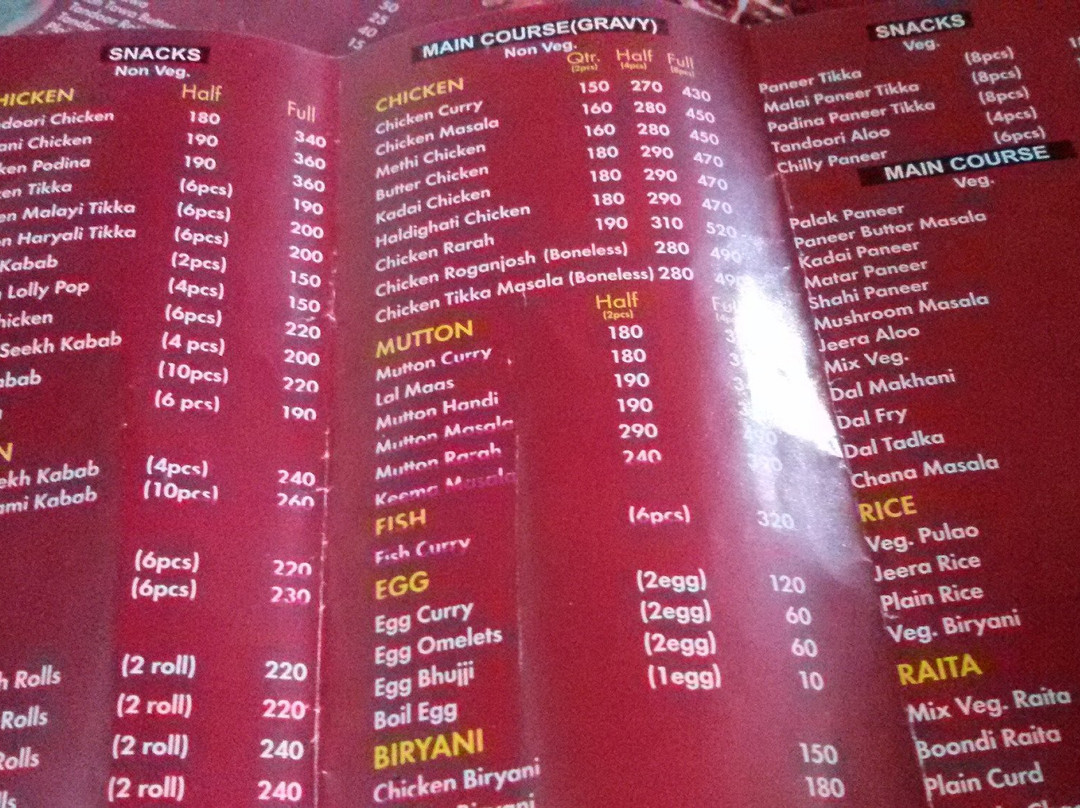 SNACKS
Non Veg.
HICKEN Half Full
doori Chicken 180 340
ani Chicken 190 360
ken Podina 190 360
en Tikka (6pcs) 190
en Malayi Tikka (6pcs) 200
n Haryali Tikka (6pcs) 200
Kabab (2pcs) 150
Lolly Pop (4pcs) 150
hicken (6pcs) 220
Seekh Kabab (4 pcs) 200
abab (10pcs) 220
(6 pcs) 190
N
ekh Kabab (4pcs) 240
ami Kabab (10pcs) 260
(6pcs) 220
(6pcs) 230
h Rolls (2 roll) 220
Rolls (2 roll) 220
olls (2 roll) 240
lls (2 roll) 240
MAIN COURSE(GRAVY)
Non Veg.
CHICKEN Qtr. (2pcs) Half (4pcs) Full
Chicken Curry 150 270 430
Chicken Masala 160 280 450
Methi Chicken 160 280 450
Butter Chicken 180 290 470
Kadai Chicken 180 290 470
Haldighati Chicken 180 290 470
Chicken Rarah 190 310 520
Chicken Roganjosh (Boneless) 280 490
Chicken Tikka Masala (Boneless) 280 490
MUTTON Half (2pcs)
Mutton Curry 180
Lal Maas 180
Mutton Handi 190
Mutton Masala 190
Mutton Rarah 290
Keema Masala 240
FISH
Fish Curry (6pcs) 320
EGG
Egg Curry (2egg) 120
Egg Omelets (2egg) 60
Egg Bhujji (2egg) 60
Boil Egg (1egg) 10
BIRYANI
Chicken Biryani 150
Biryani 180
SNACKS
Veg.
Paneer Tikka (8pcs)
Malai Paneer Tikka (8pcs)
Podina Paneer Tikka (8pcs)
Tandoori Aloo (4pcs)
Chilly Paneer (6pcs)
MAIN COURSE
Veg.
Palak Paneer
Paneer Buttor Masala
Kadai Paneer
Matar Paneer
Shahi Paneer
Mushroom Masala
Jeera Aloo
Mix Veg.
Dal Makhani
Dal Fry
Dal Tadka
Chana Masala
RICE
Veg. Pulao
Jeera Rice
Plain Rice
Veg. Biryani
RAITA
Mix Veg. Raita
Boondi Raita
Plain Curd